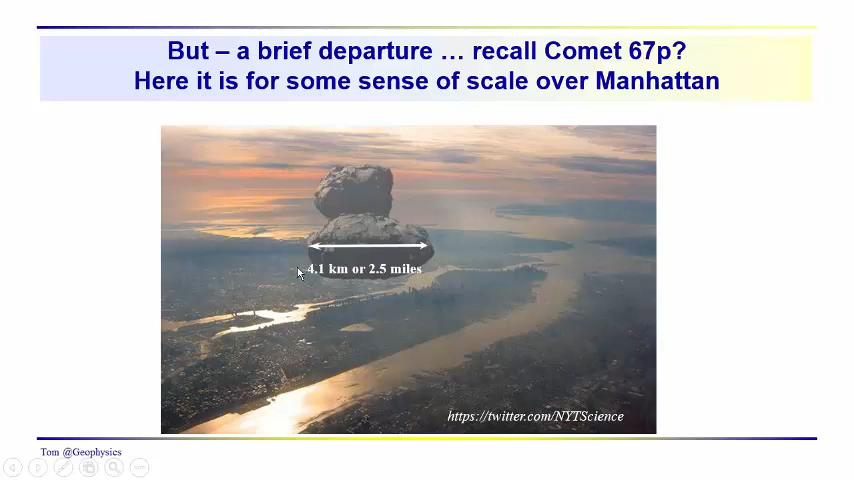 But – a brief departure … recall Comet 67p?
Here it is for some sense of scale over Manhattan
4.1 km or 2.5 miles
https://twitter.com/NYTScience
Tom @Geophysics